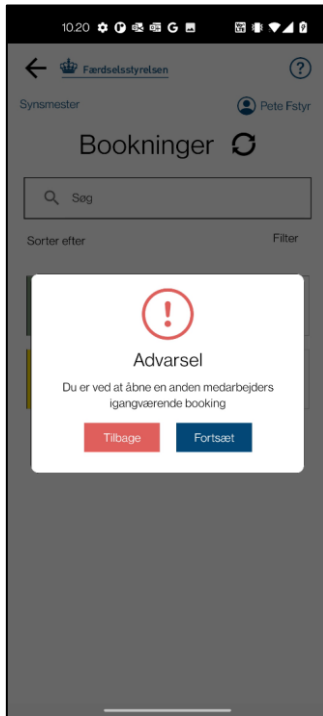 10.20
Færdselsstyrelsen
Synsmester
Pete Fstyr
Bookninger
Søg
Sorter efter
Filter
Advarsel
Du er ved at åbne en anden medarbejders
igangværende booking
Tilbage
Fortsæt